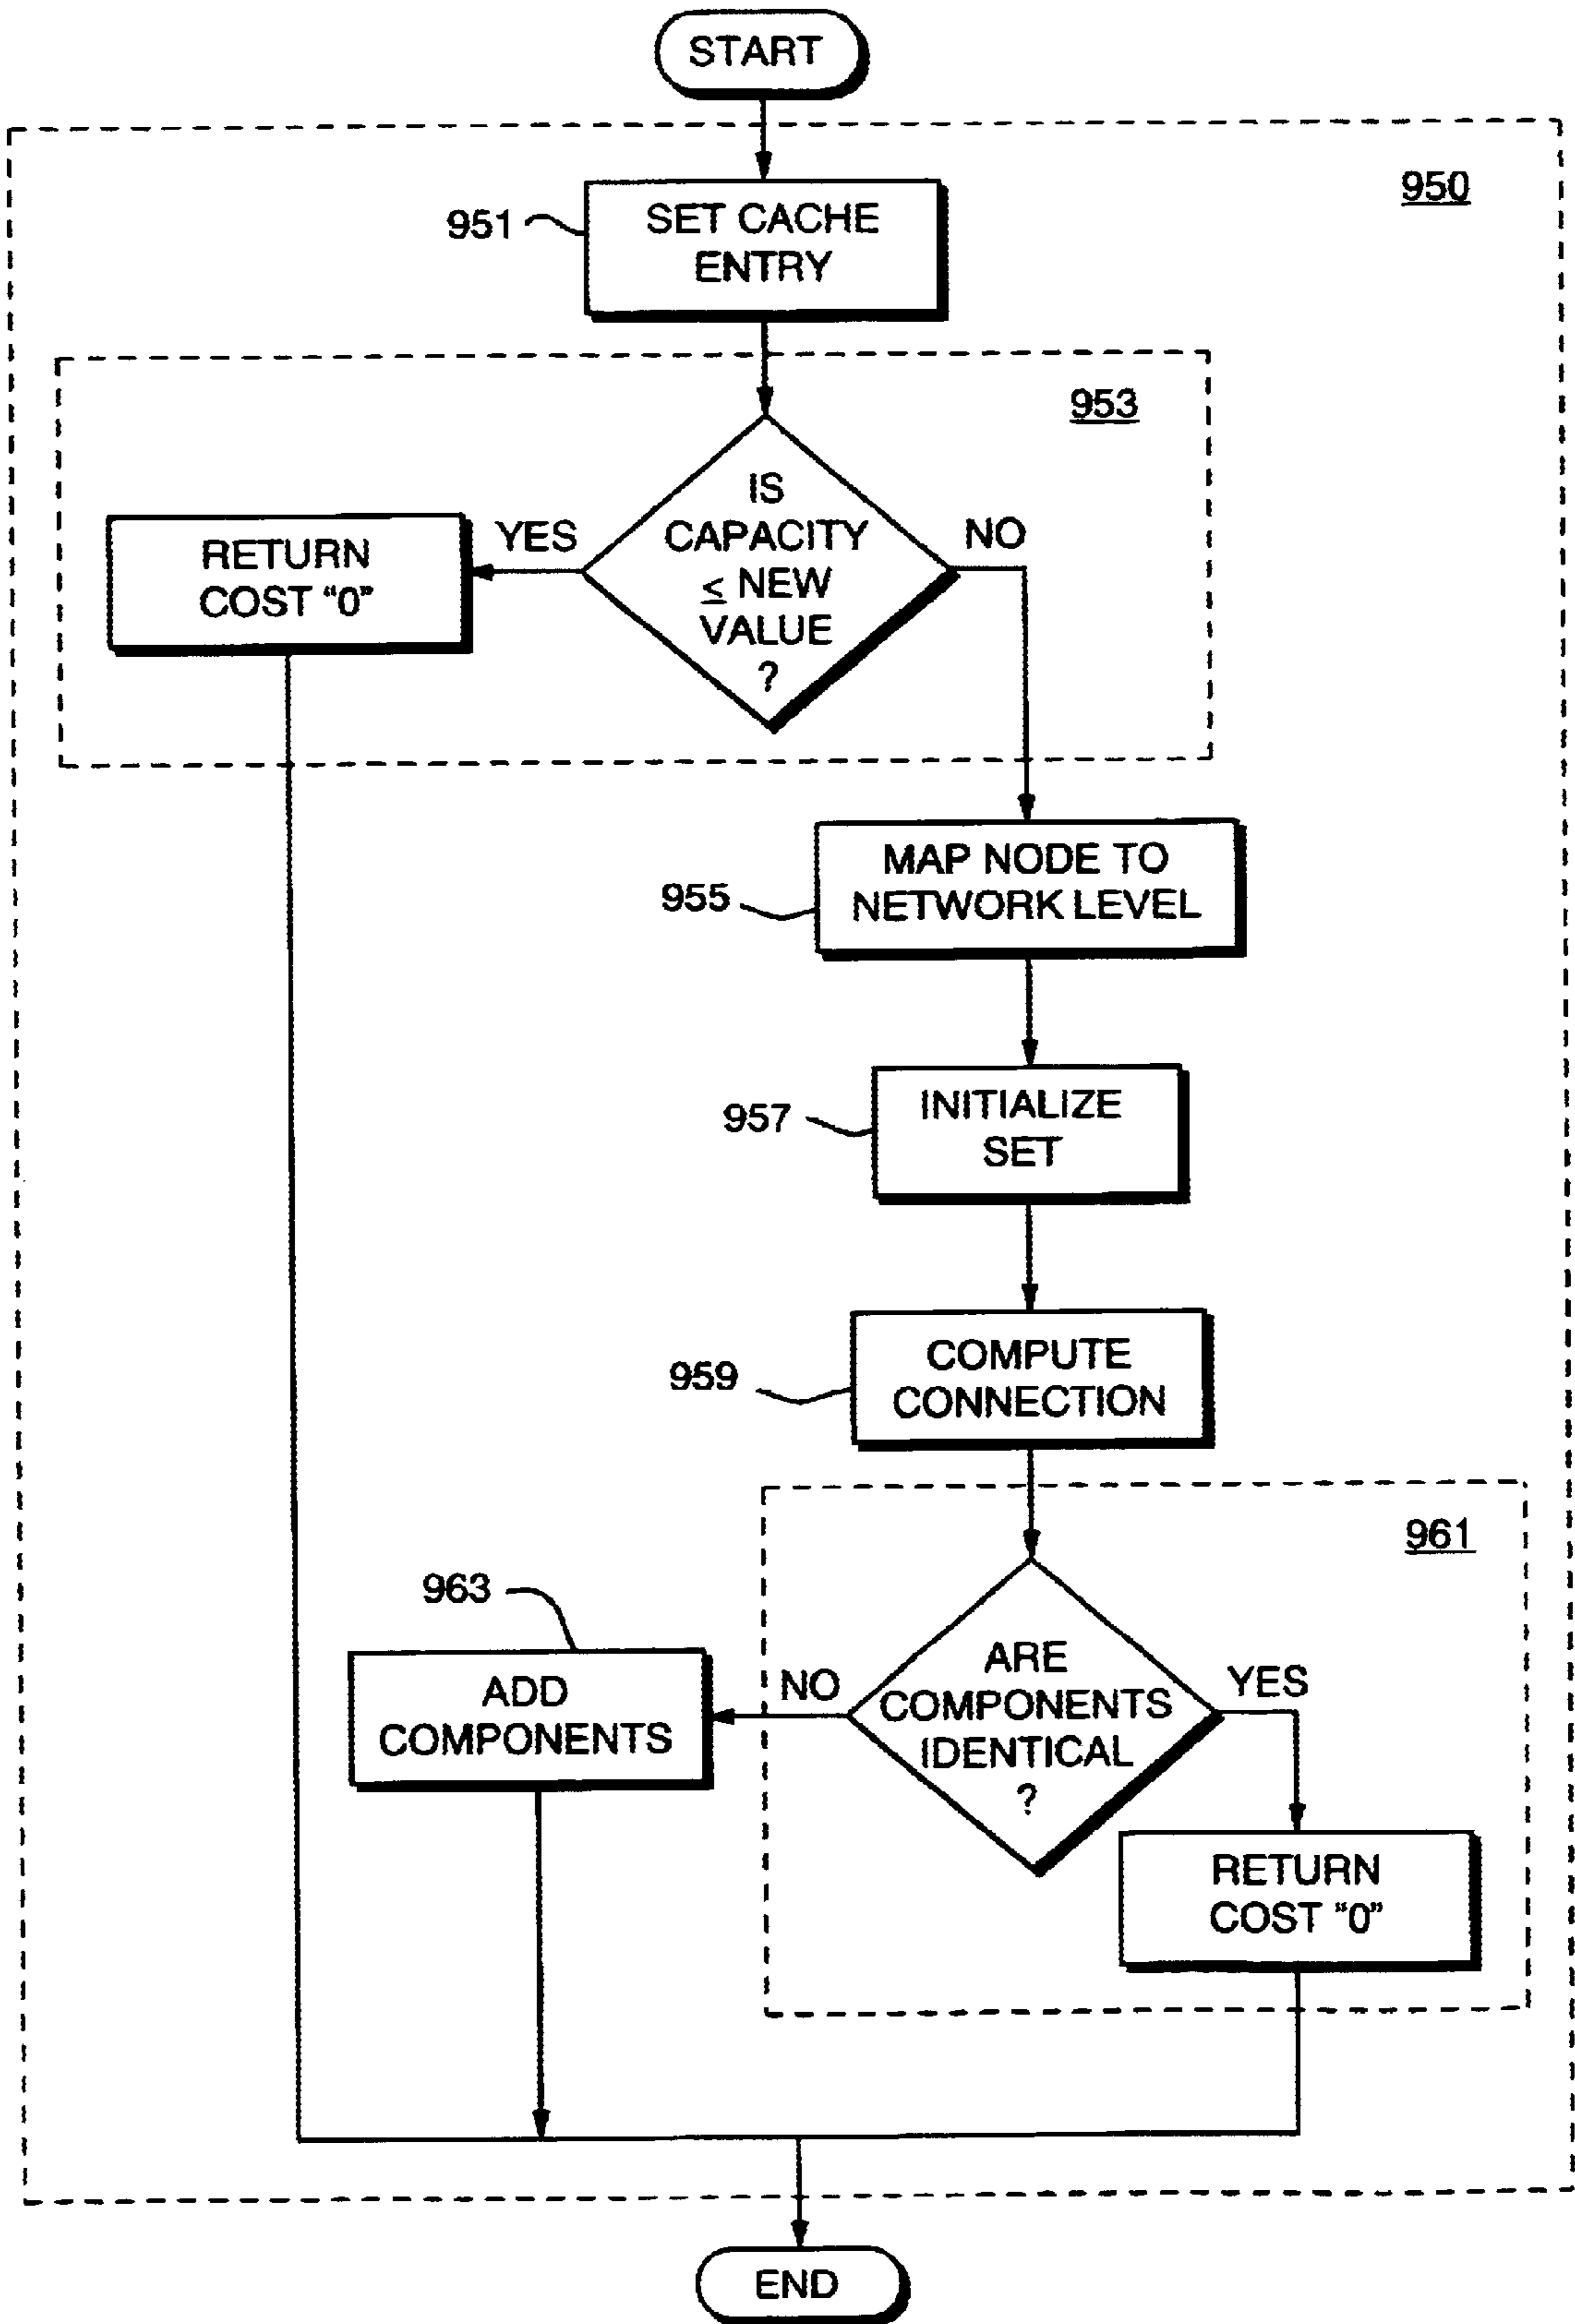 START
950
951
SET CACHE
ENTRY
953
IS
CAPACITY
≤ NEW
VALUE
?
YES
NO
RETURN
COST “0”
955
MAP NODE TO
NETWORK LEVEL
957
INITIALIZE
SET
959
COMPUTE
CONNECTION
961
963
ADD
COMPONENTS
NO
ARE
COMPONENTS
IDENTICAL
?
YES
RETURN
COST “0”
END